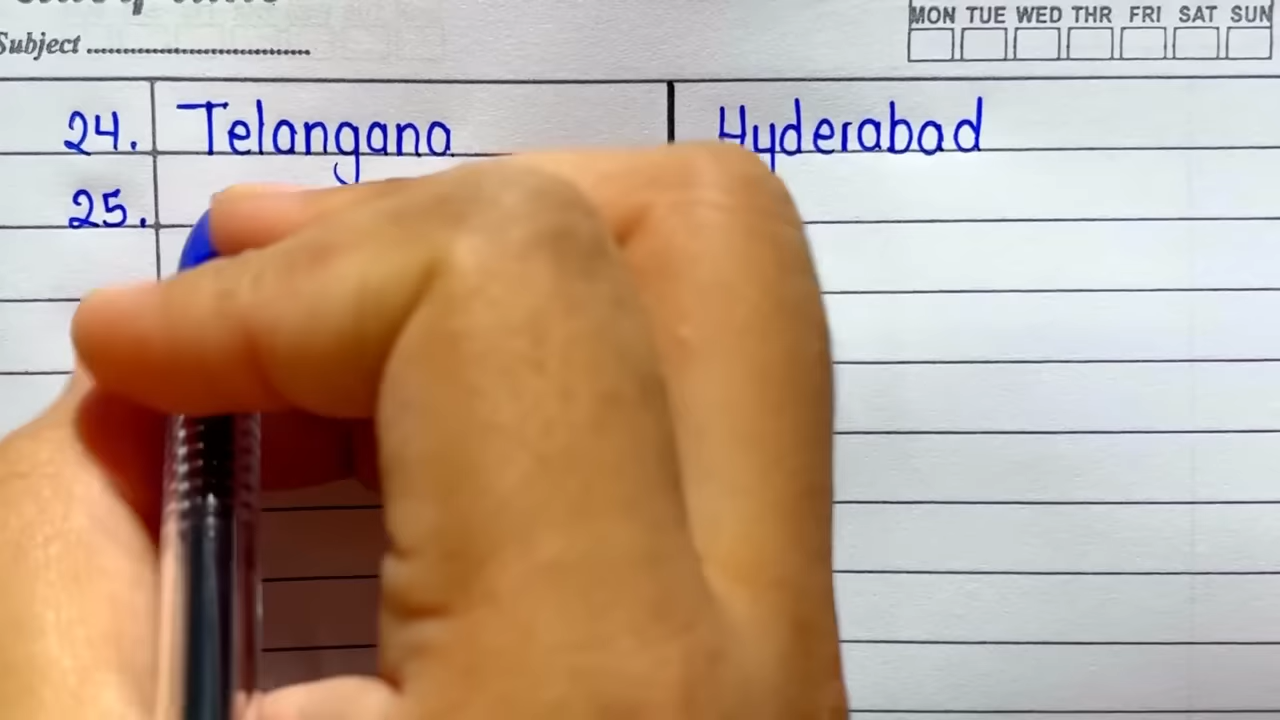 MON TUE WED THR FRI SAT SUN
Subject
24. Telangana Hyderabad
25.